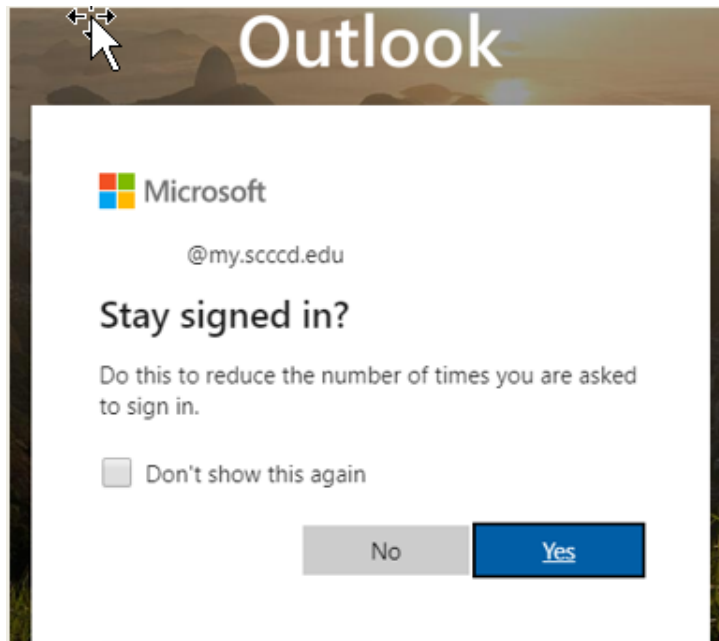 Outlook
Microsoft
@my.scccd.edu
Stay signed in?
Do this to reduce the number of times you are asked
to sign in.
Don't show this again
No Yes